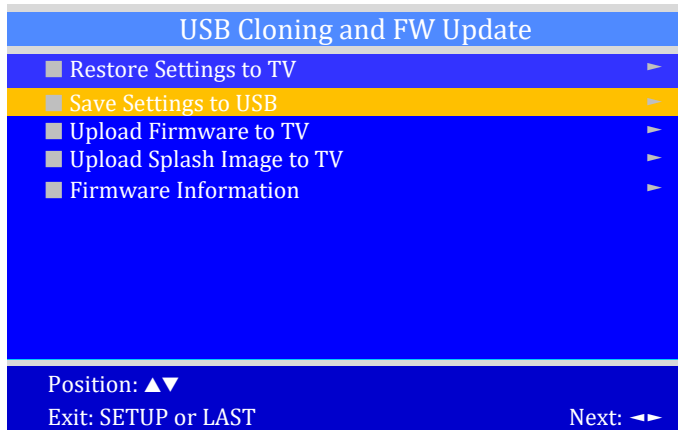 USB Cloning and FW Update
Restore Settings to TV ►
Save Settings to USB ►
Upload Firmware to TV ►
Upload Splash Image to TV ►
Firmware Information ►
Position: ▲▼
Exit: SETUP or LAST Next: ◄►